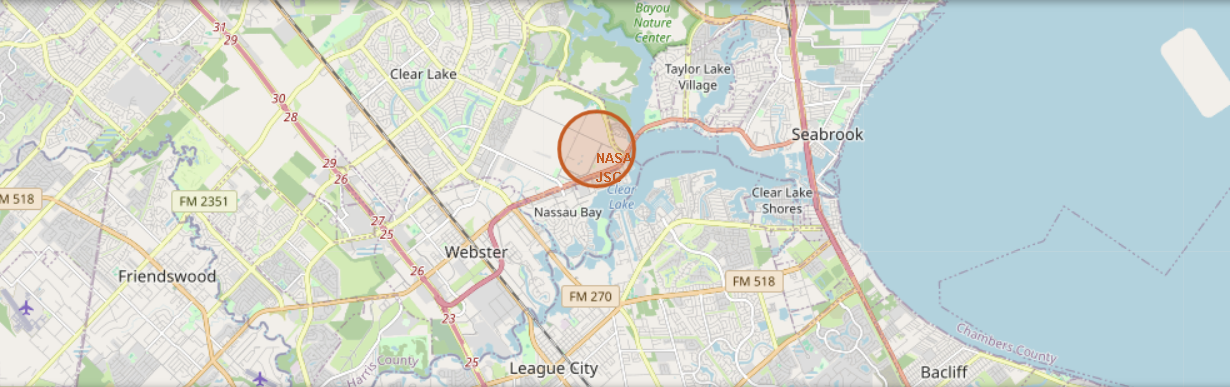 Bayou
Nature
Center
31
29
Clear Lake
Taylor Lake
Village
30
28
Seabrook
NASA
JSC
29
26
Clear
Lake
Clear Lake
Shores
M 518
FM 2351
Nassau Bay
27
25
Webster
26
Friendswood
FM 518
FM 270
23
Chambers County
25
Harris County
League City
Bacliff